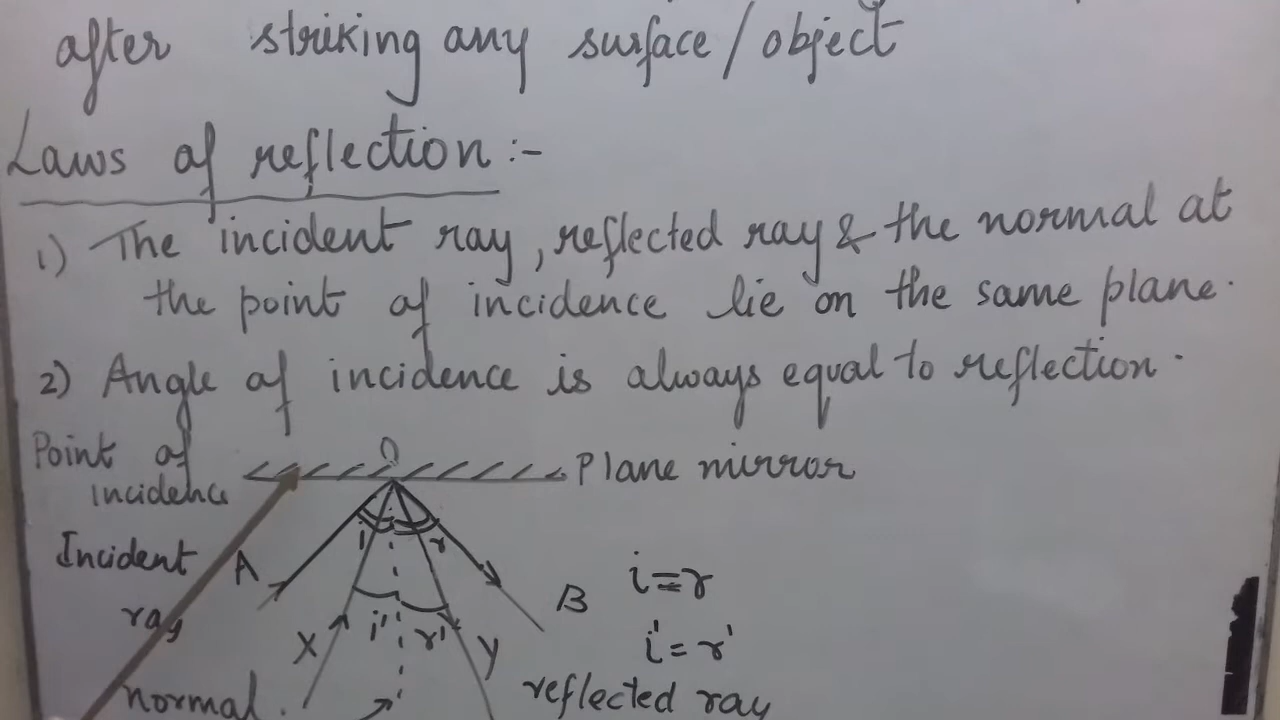 after striking any surface/object
Laws of reflection :-
1) The incident ray, reflected ray & the normal at
the point of incidence lie on the same plane.
2) Angle of incidence is always equal to reflection.
Point of
incidence
O
Plane mirror
Incident
ray
A
i
r
B
i=r
X
i'
r'
Y
i'=r'
normal.
reflected ray